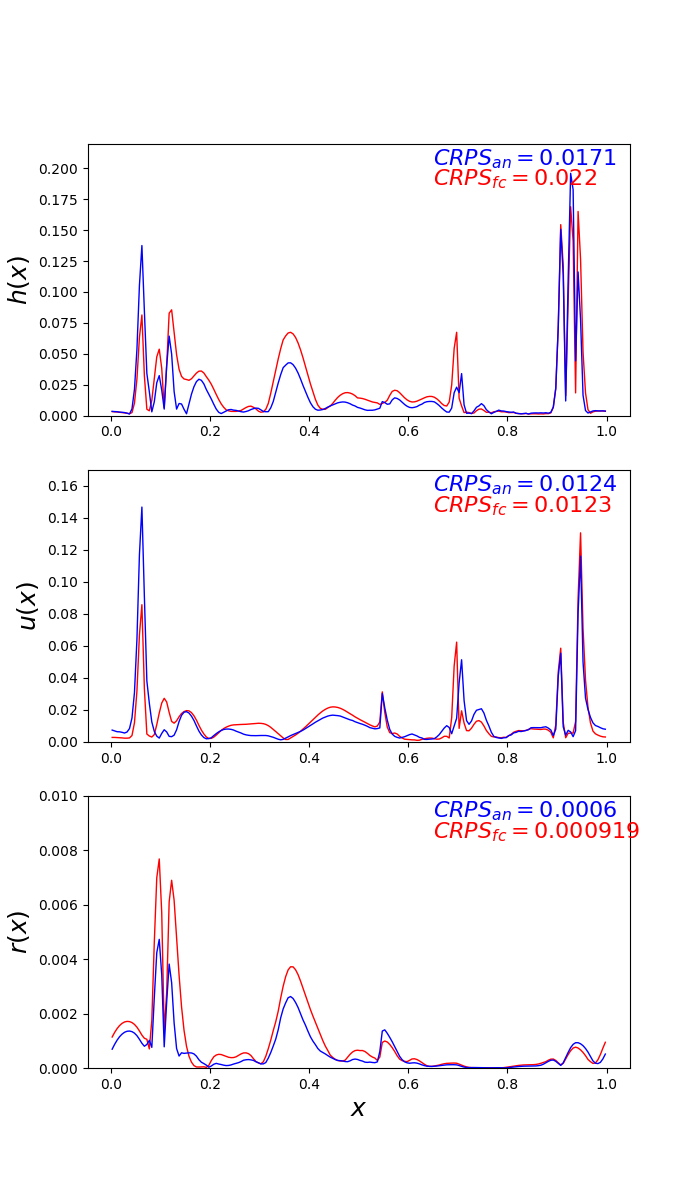 CRPS_an = 0.0171
CRPS_fc = 0.022
h(x)
0.200
0.175
0.150
0.125
0.100
0.075
0.050
0.025
0.000
0.0 0.2 0.4 0.6 0.8 1.0
CRPS_an = 0.0124
CRPS_fc = 0.0123
u(x)
0.16
0.14
0.12
0.10
0.08
0.06
0.04
0.02
0.00
0.0 0.2 0.4 0.6 0.8 1.0
CRPS_an = 0.0006
CRPS_fc = 0.000919
r(x)
0.010
0.008
0.006
0.004
0.002
0.000
0.0 0.2 0.4 0.6 0.8 1.0
x